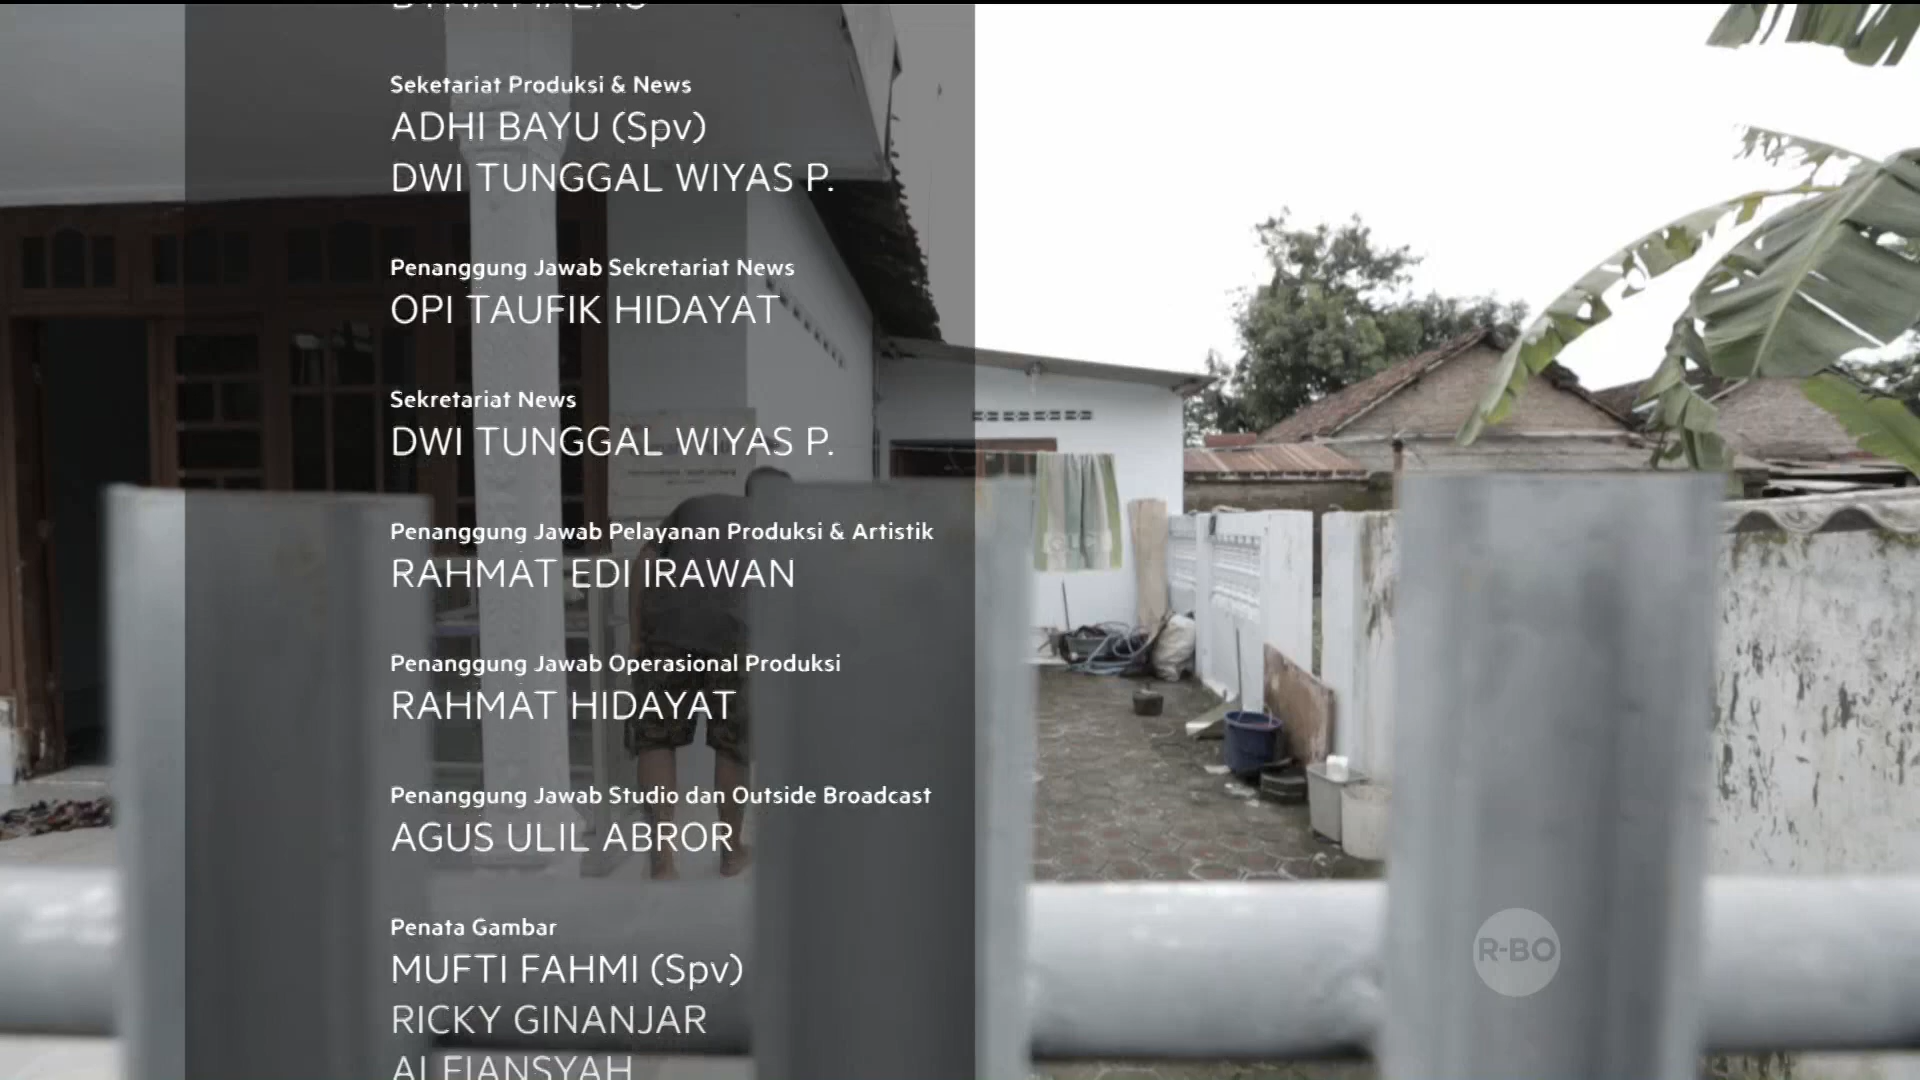 Seketariat Produksi & News
ADHI BAYU (Spv)
DWI TUNGGAL WIYAS P.
Penanggung Jawab Sekretariat News
OPI TAUFIK HIDAYAT
Sekretariat News
DWI TUNGGAL WIYAS P.
Penanggung Jawab Pelayanan Produksi & Artistik
RAHMAT EDI IRAWAN
Penanggung Jawab Operasional Produksi
RAHMAT HIDAYAT
Penanggung Jawab Studio dan Outside Broadcast
AGUS ULIL ABROR
Penata Gambar
MUFTI FAHMI (Spv)
RICKY GINANJAR
ALFIANSYAH
R-BO